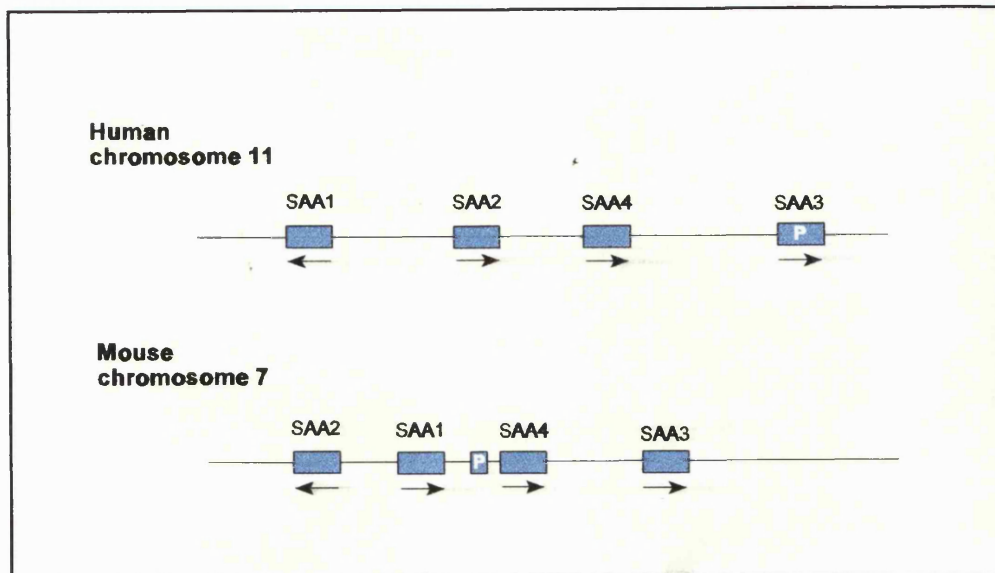 Human
chromosome 11
SAA1 SAA2 SAA4 SAA3
P
Mouse
chromosome 7
SAA2 SAA1 SAA4 SAA3
P